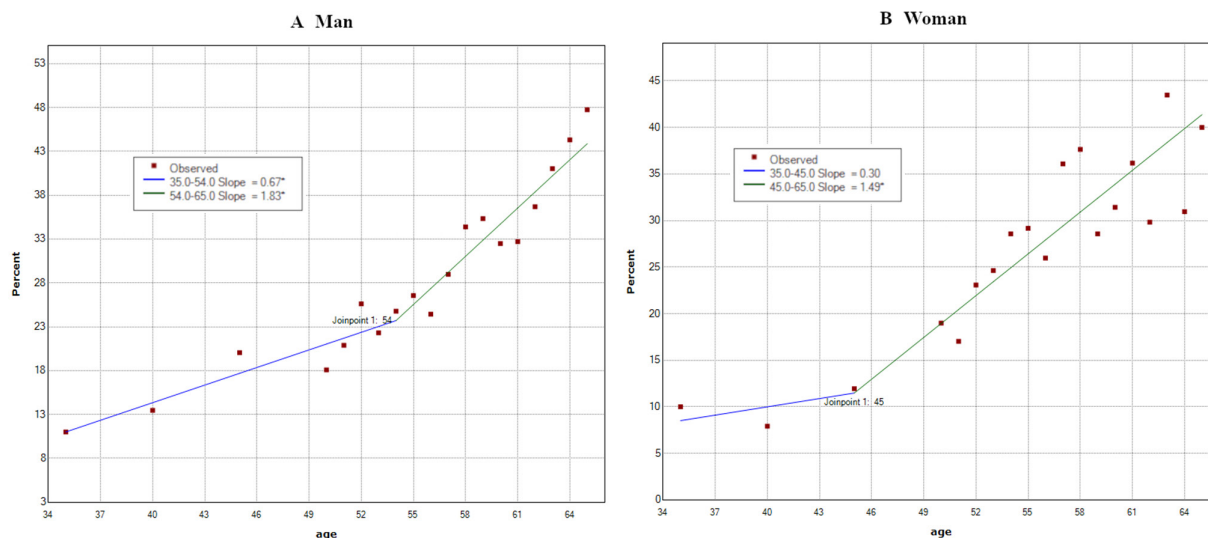 A Man
53
48
43
38
33
28
23
18
13
8
3
Percent
Observed
35.0-54.0 Slope = 0.67*
54.0-65.0 Slope = 1.83*
Joinpoint 1: 54
34 37 40 43 46 49 52 55 58 61 64
age
B Woman
45
40
35
30
25
20
15
10
5
0
Percent
Observed
35.0-45.0 Slope = 0.30
45.0-65.0 Slope = 1.49*
Joinpoint 1: 45
34 37 40 43 46 49 52 55 58 61 64
age